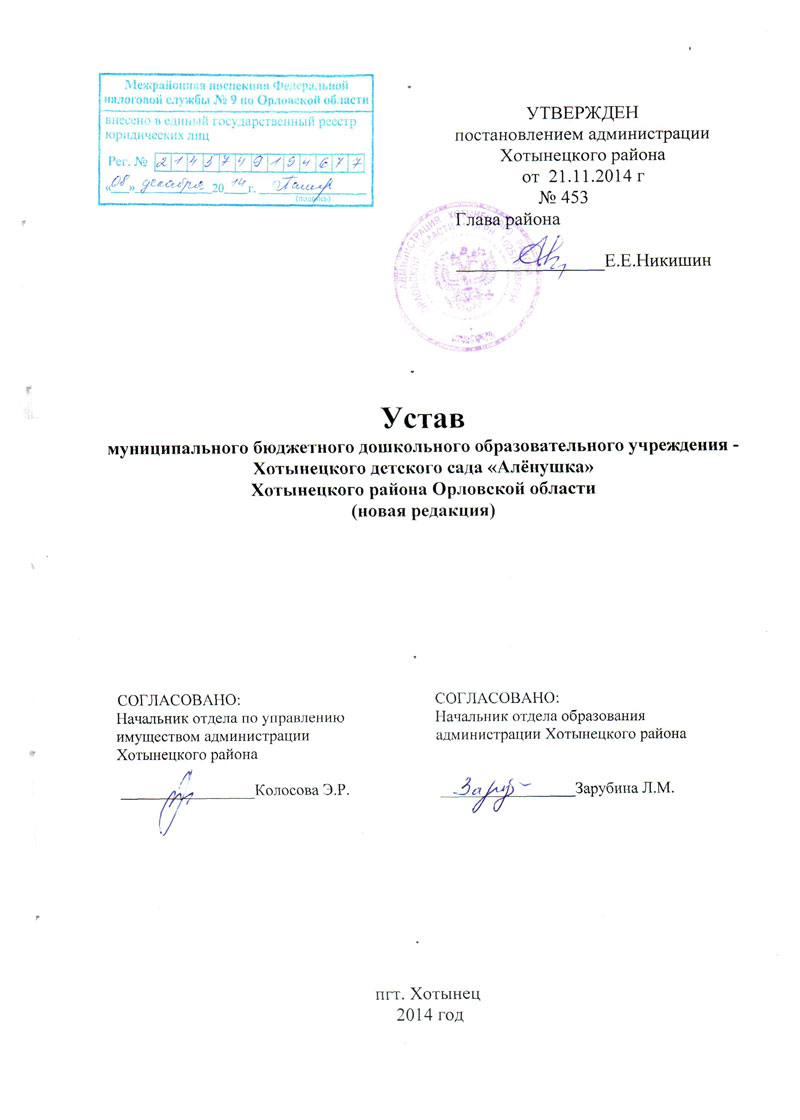 Межрайонная инспекция Федеральной
налоговой службы № 9 по Орловской области
внесено в единый государственный реестр
юридических лиц
Рег. № 2143749194677
«08» декабря 2014 г.
(подпись)
УТВЕРЖДЕН
постановлением администрации
Хотынецкого района
от 21.11.2014 г
№ 453
Глава района
Е.Е.Никишин
Устав
муниципального бюджетного дошкольного образовательного учреждения -
Хотынецкого детского сада «Алёнушка»
Хотынецкого района Орловской области
(новая редакция)
СОГЛАСОВАНО:
Начальник отдела по управлению
имуществом администрации
Хотынецкого района
Колосова Э.Р.
СОГЛАСОВАНО:
Начальник отдела образования
администрации Хотынецкого района
Зарубина Л.М.
пгт. Хотынец
2014 год